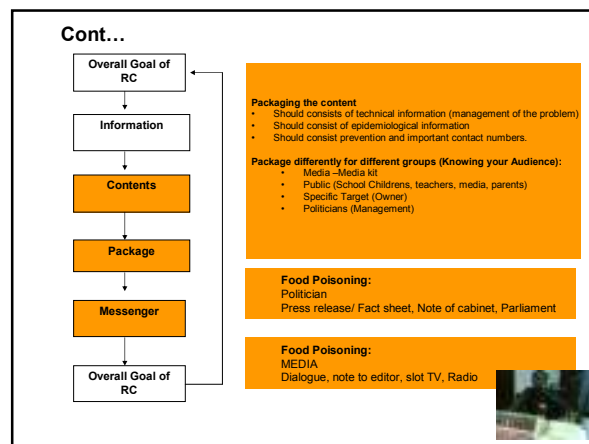 Cont…
Overall Goal of
RC
Information
Contents
Package
Messenger
Overall Goal of
RC
Packaging the content
• Should consists of technical information (management of the problem)
• Should consist of epidemiological information
• Should consist prevention and important contact numbers.
Package differently for different groups (Knowing your Audience):
• Media –Media kit
• Public (School Childrens, teachers, media, parents)
• Specific Target (Owner)
• Politicians (Management)
Food Poisoning:
Politician
Press release/ Fact sheet, Note of cabinet, Parliament
Food Poisoning:
MEDIA
Dialogue, note to editor, slot TV, Radio